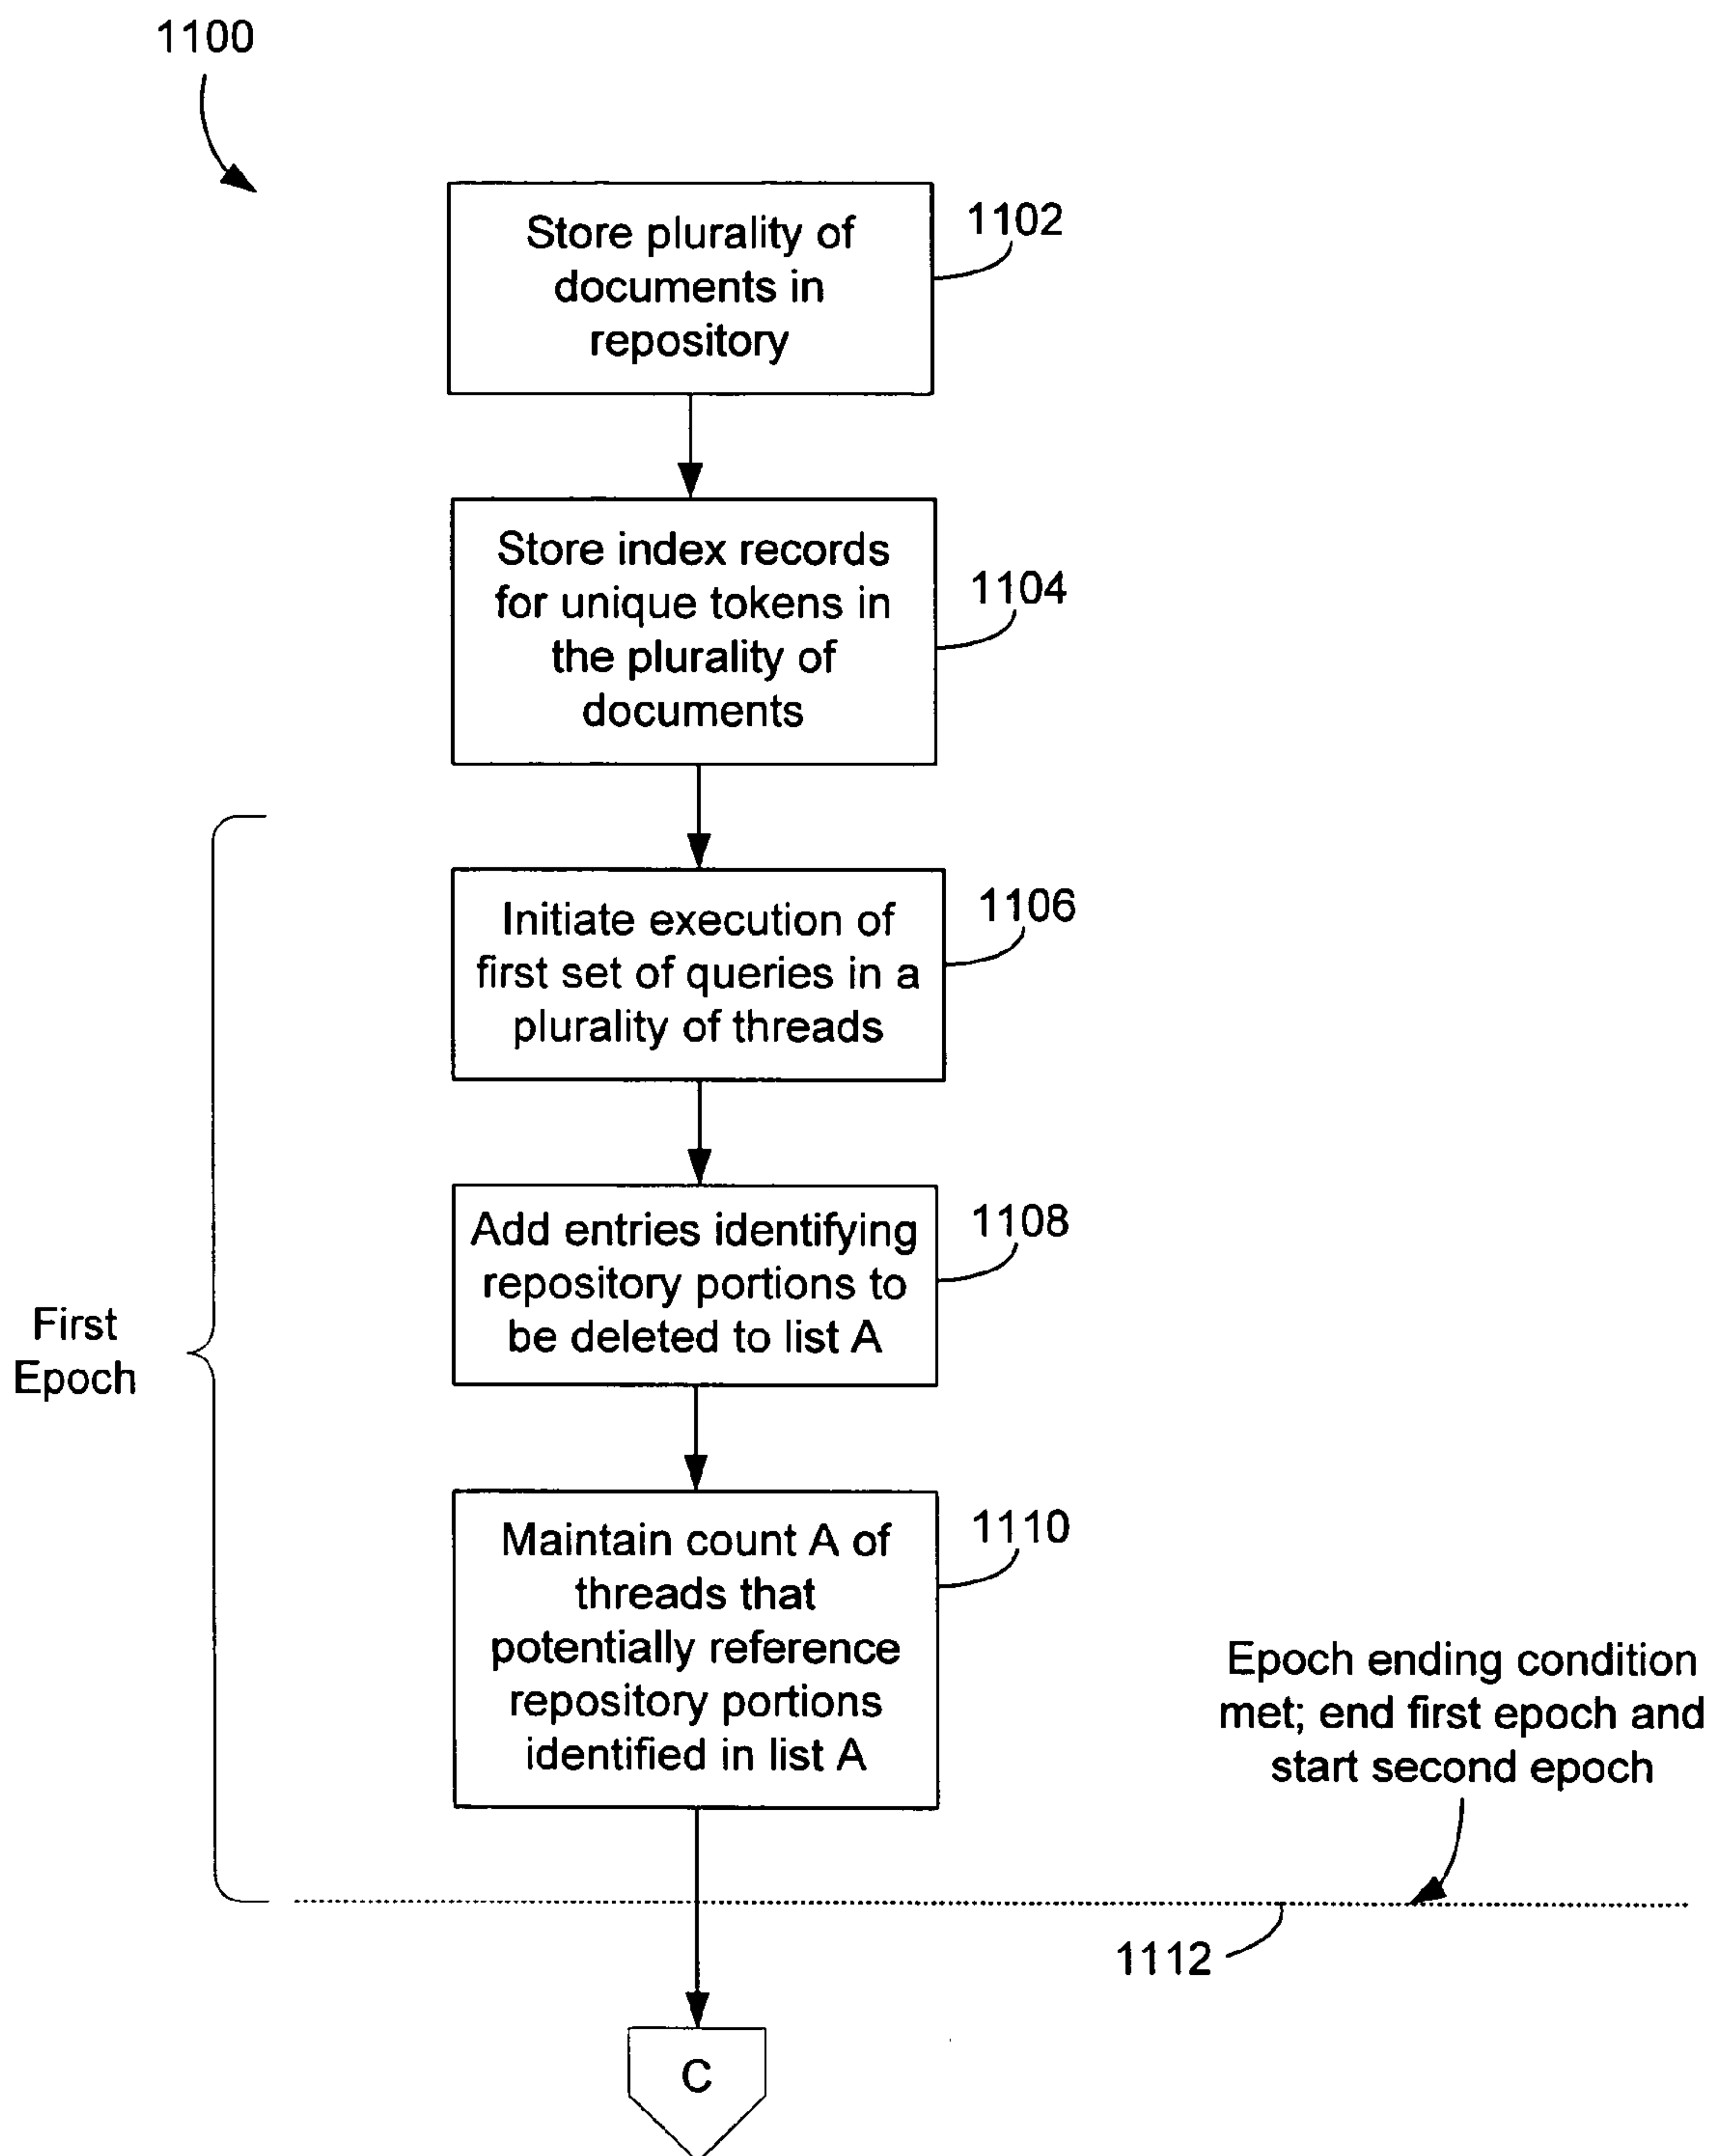 1100
Store plurality of
documents in
repository
1102
Store index records
for unique tokens in
the plurality of
documents
1104
Initiate execution of
first set of queries in a
plurality of threads
1106
Add entries identifying
repository portions to
be deleted to list A
1108
First
Epoch
Maintain count A of
threads that
potentially reference
repository portions
identified in list A
1110
Epoch ending condition
met; end first epoch and
start second epoch
1112
C